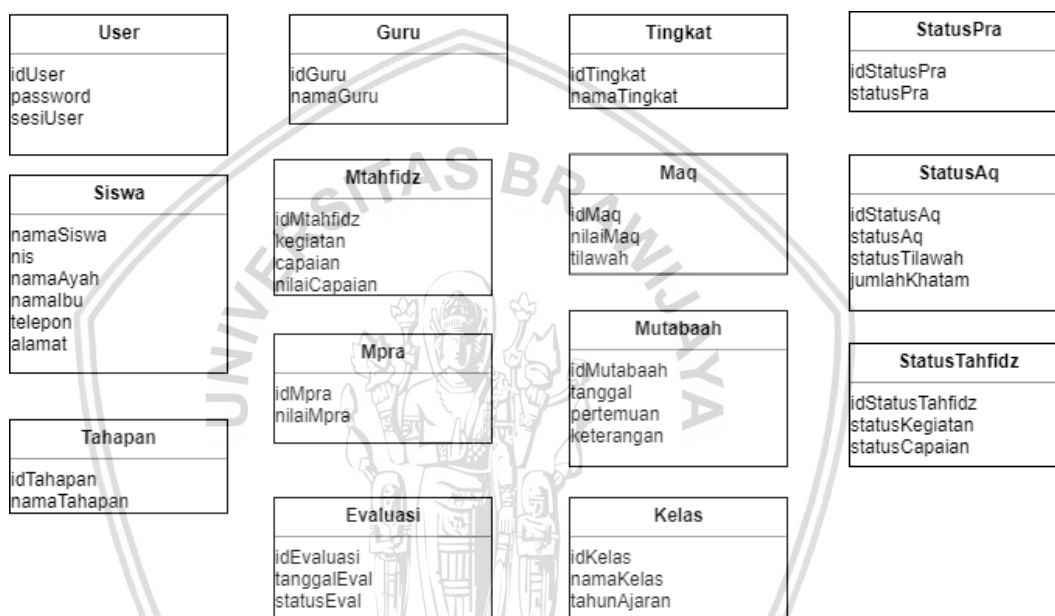 User
idUser
password
sesiUser
Siswa
namaSiswa
nis
namaAyah
namaIbu
telepon
alamat
Tahapan
idTahapan
namaTahapan
Guru
idGuru
namaGuru
Mtahfidz
idMtahfidz
kegiatan
capaian
nilaiCapaian
Mpra
idMpra
nilaiMpra
Evaluasi
idEvaluasi
tanggalEval
statusEval
Tingkat
idTingkat
namaTingkat
Maq
idMaq
nilaiMaq
tilawah
Mutabaah
idMutabaah
tanggal
pertemuan
keterangan
Kelas
idKelas
namaKelas
tahunAjaran
StatusPra
idStatusPra
statusPra
StatusAq
idStatusAq
statusAq
statusTilawah
jumlahKhatam
StatusTahfidz
idStatusTahfidz
statusKegiatan
statusCapaian
UNIVERSITAS BRAWIJAYA